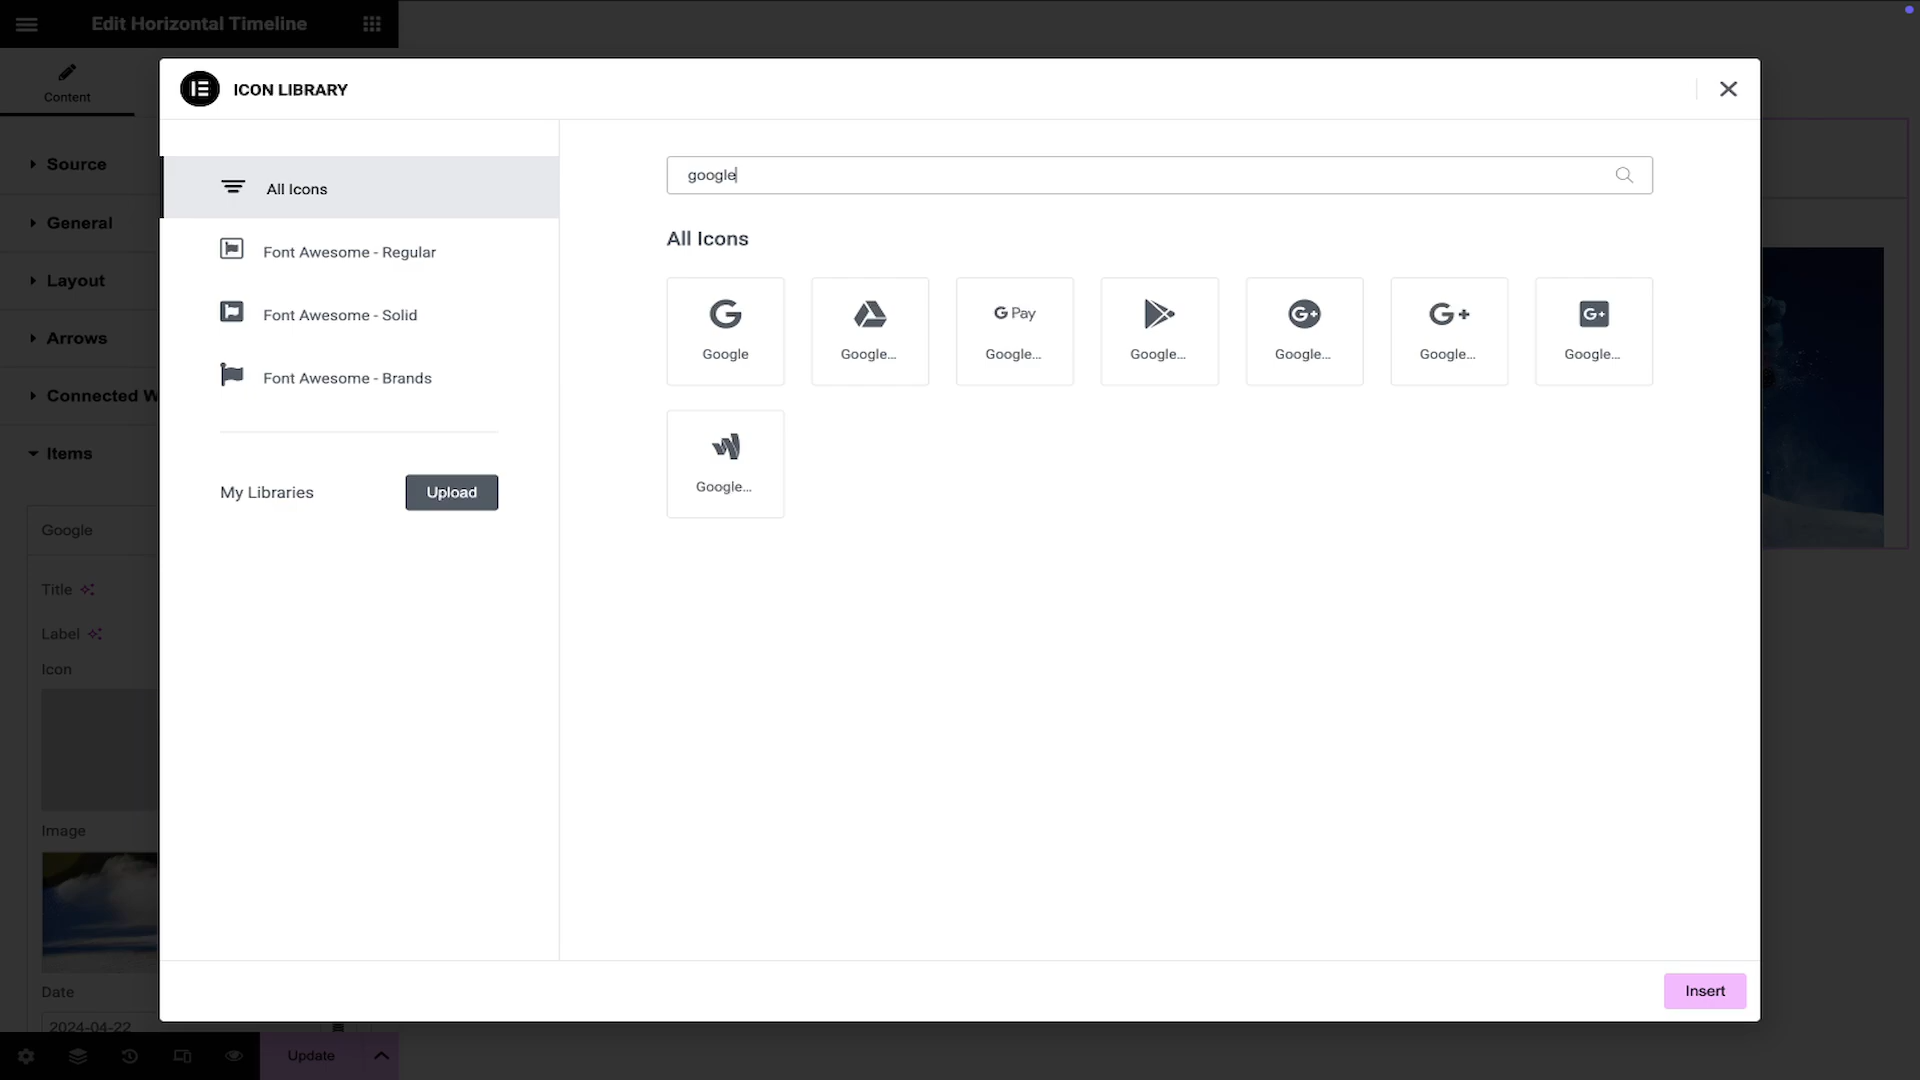 Edit Horizontal Timeline
Content
Source
General
Layout
Arrows
Connected W
Items
Google
Title
Label
Icon
Image
Date
2024-04-22
Update
ICON LIBRARY
All Icons
Font Awesome - Regular
Font Awesome - Solid
Font Awesome - Brands
My Libraries
Upload
google
All Icons
G Pay
G+
G+
G+
Google
Google...
Google...
Google...
Google...
Google...
Google...
Google...
Insert